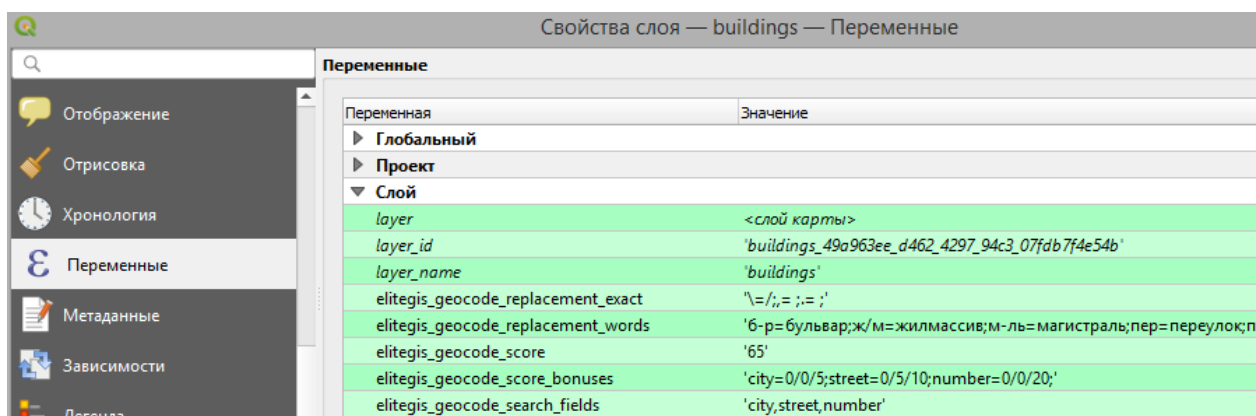 Свойства слоя — buildings — Переменные
Переменные
Отображение
Отрисовка
Хронология
Переменные
Метаданные
Зависимости
Легенда
Переменная Значение
Глобальный
Проект
Слой
layer <слой карты>
layer_id 'buildings_49a963ee_d462_4297_94c3_07fdb7f4e54b'
layer_name 'buildings'
elitegis_geocode_replacement_exact '\=/;,= ;.= ;'
elitegis_geocode_replacement_words 'б-р=бульвар;ж/м=жилмассив;м-ль=магистраль;пер=переулок;п
elitegis_geocode_score '65'
elitegis_geocode_score_bonuses 'city=0/0/5;street=0/5/10;number=0/0/20;'
elitegis_geocode_search_fields 'city,street,number'